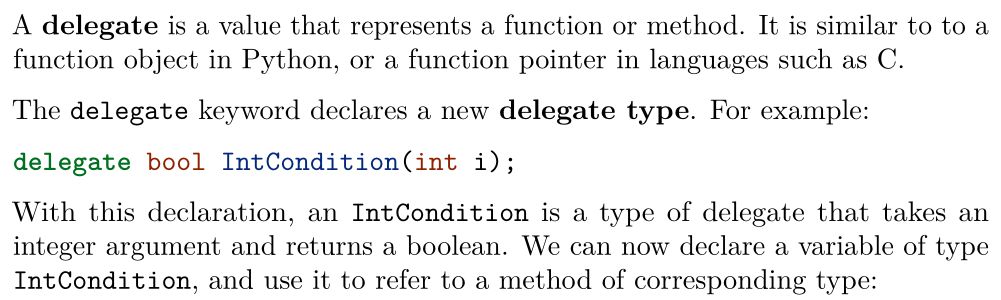 A delegate is a value that represents a function or method. It is similar to to a
function object in Python, or a function pointer in languages such as C.
The delegate keyword declares a new delegate type. For example:
delegate bool IntCondition(int i);
With this declaration, an IntCondition is a type of delegate that takes an
integer argument and returns a boolean. We can now declare a variable of type
IntCondition, and use it to refer to a method of corresponding type: